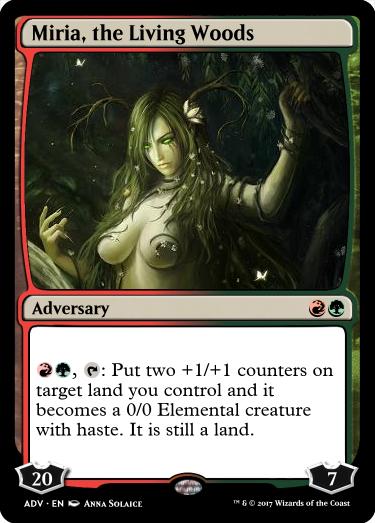 Miria, the Living Woods
Adversary
: Put two +1/+1 counters on
target land you control and it
becomes a 0/0 Elemental creature
with haste. It is still a land.
20
7
ADV · EN Anna Solaice
™ & © 2017 Wizards of the Coast